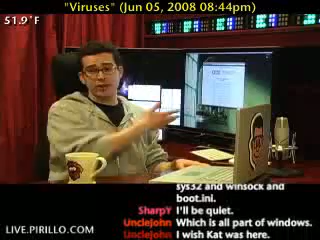 "Viruses" (Jun 05, 2008 08:44pm)
51.9°F
sys32 and winsock and
boot.ini.
SharpY I'll be quiet.
UncleJohn Which is all part of windows.
UncleJohn I wish Kat was here.
LIVE.PIRILLO.COM